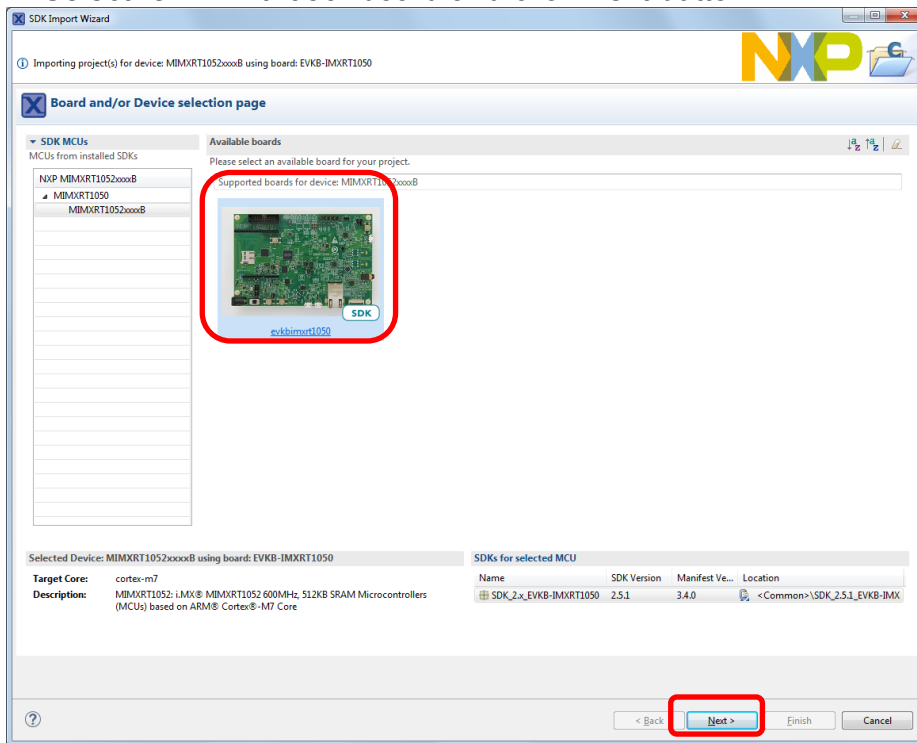 SDK Import Wizard
NXP
Importing project(s) for device: MIMXRT1052xxxxB using board: EVKB-IMXRT1050
Board and/or Device selection page
SDK MCUs
MCUs from installed SDKs
NXP MIMXRT1052xxxxB
MIMXRT1050
MIMXRT1052xxxxB
Available boards
Please select an available board for your project.
Supported boards for device: MIMXRT1052xxxxB
SDK
evkbimxrt1050
Selected Device: MIMXRT1052xxxxB using board: EVKB-IMXRT1050
Target Core: cortex-m7
Description: MIMXRT1052: i.MX® MIMXRT1052 600MHz, 512KB SRAM Microcontrollers
(MCUs) based on ARM® Cortex®-M7 Core
SDKs for selected MCU
Name SDK Version Manifest Ve... Location
SDK_2.x_EVKB-IMXRT1050 2.5.1 3.4.0 <Common>\SDK_2.5.1_EVKB-IMX
< Back Next > Finish Cancel